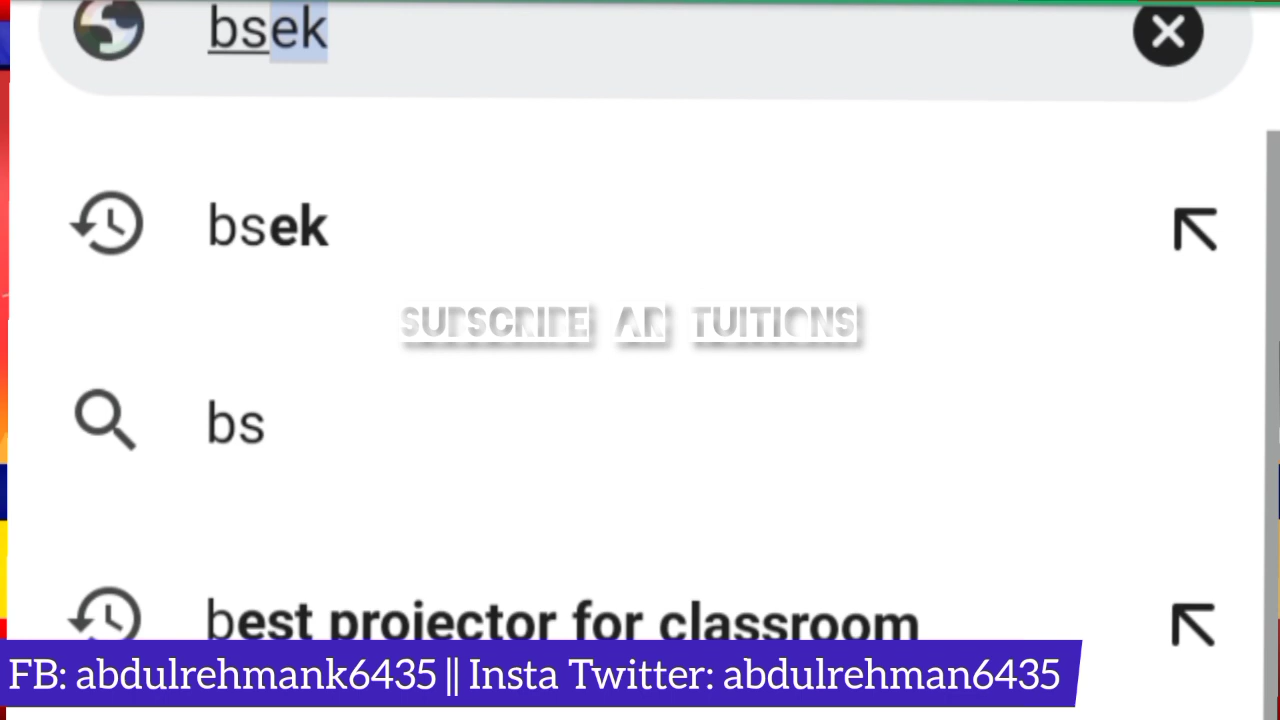 bsek
bsek
SUBSCRIBE AR TUITIONS
bs
best projector for classroom
FB: abdulrehmank6435 || Insta Twitter: abdulrehman6435